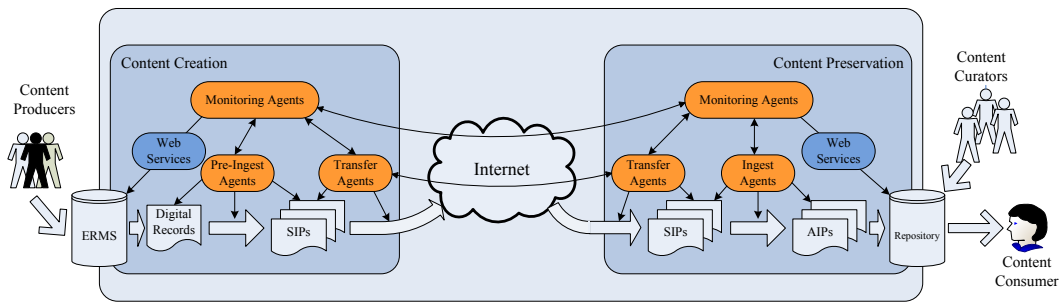 Content Creation
Content Preservation
Content
Curators
Content
Producers
Monitoring Agents
Monitoring Agents
Web
Services
Pre-Ingest
Agents
Transfer
Agents
Internet
Transfer
Agents
Ingest
Agents
Web
Services
ERMS
Digital
Records
SIPs
SIPs
AIPs
Repository
Content
Consumer